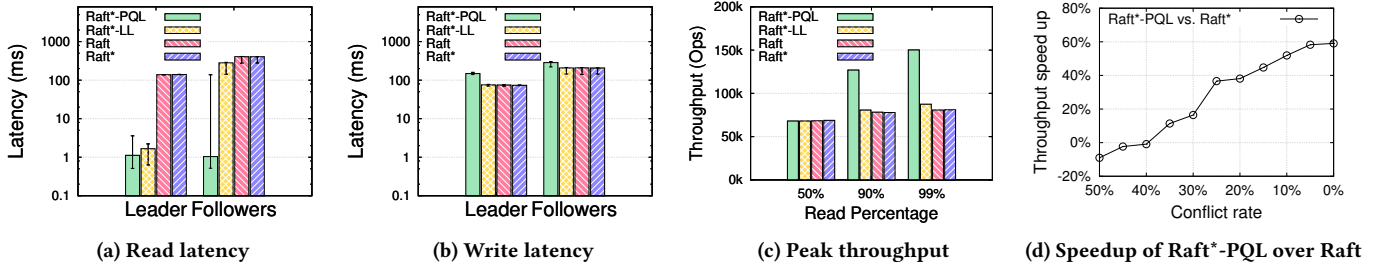 Raft*-PQL
Raft*-LL
Raft
Raft*
1000
100
10
1
0.1
Latency (ms)
Leader Followers
(a) Read latency
Raft*-PQL
Raft*-LL
Raft
Raft*
1000
100
10
1
0.1
Latency (ms)
Leader Followers
(b) Write latency
Raft*-PQL
Raft*-LL
Raft
Raft*
200k
150k
100k
50k
0k
Throughput (Ops)
50% 90% 99%
Read Percentage
(c) Peak throughput
Raft*-PQL vs. Raft*
80%
60%
40%
20%
0%
-20%
Throughput speed up
50% 40% 30% 20% 10% 0%
Conflict rate
(d) Speedup of Raft*-PQL over Raft